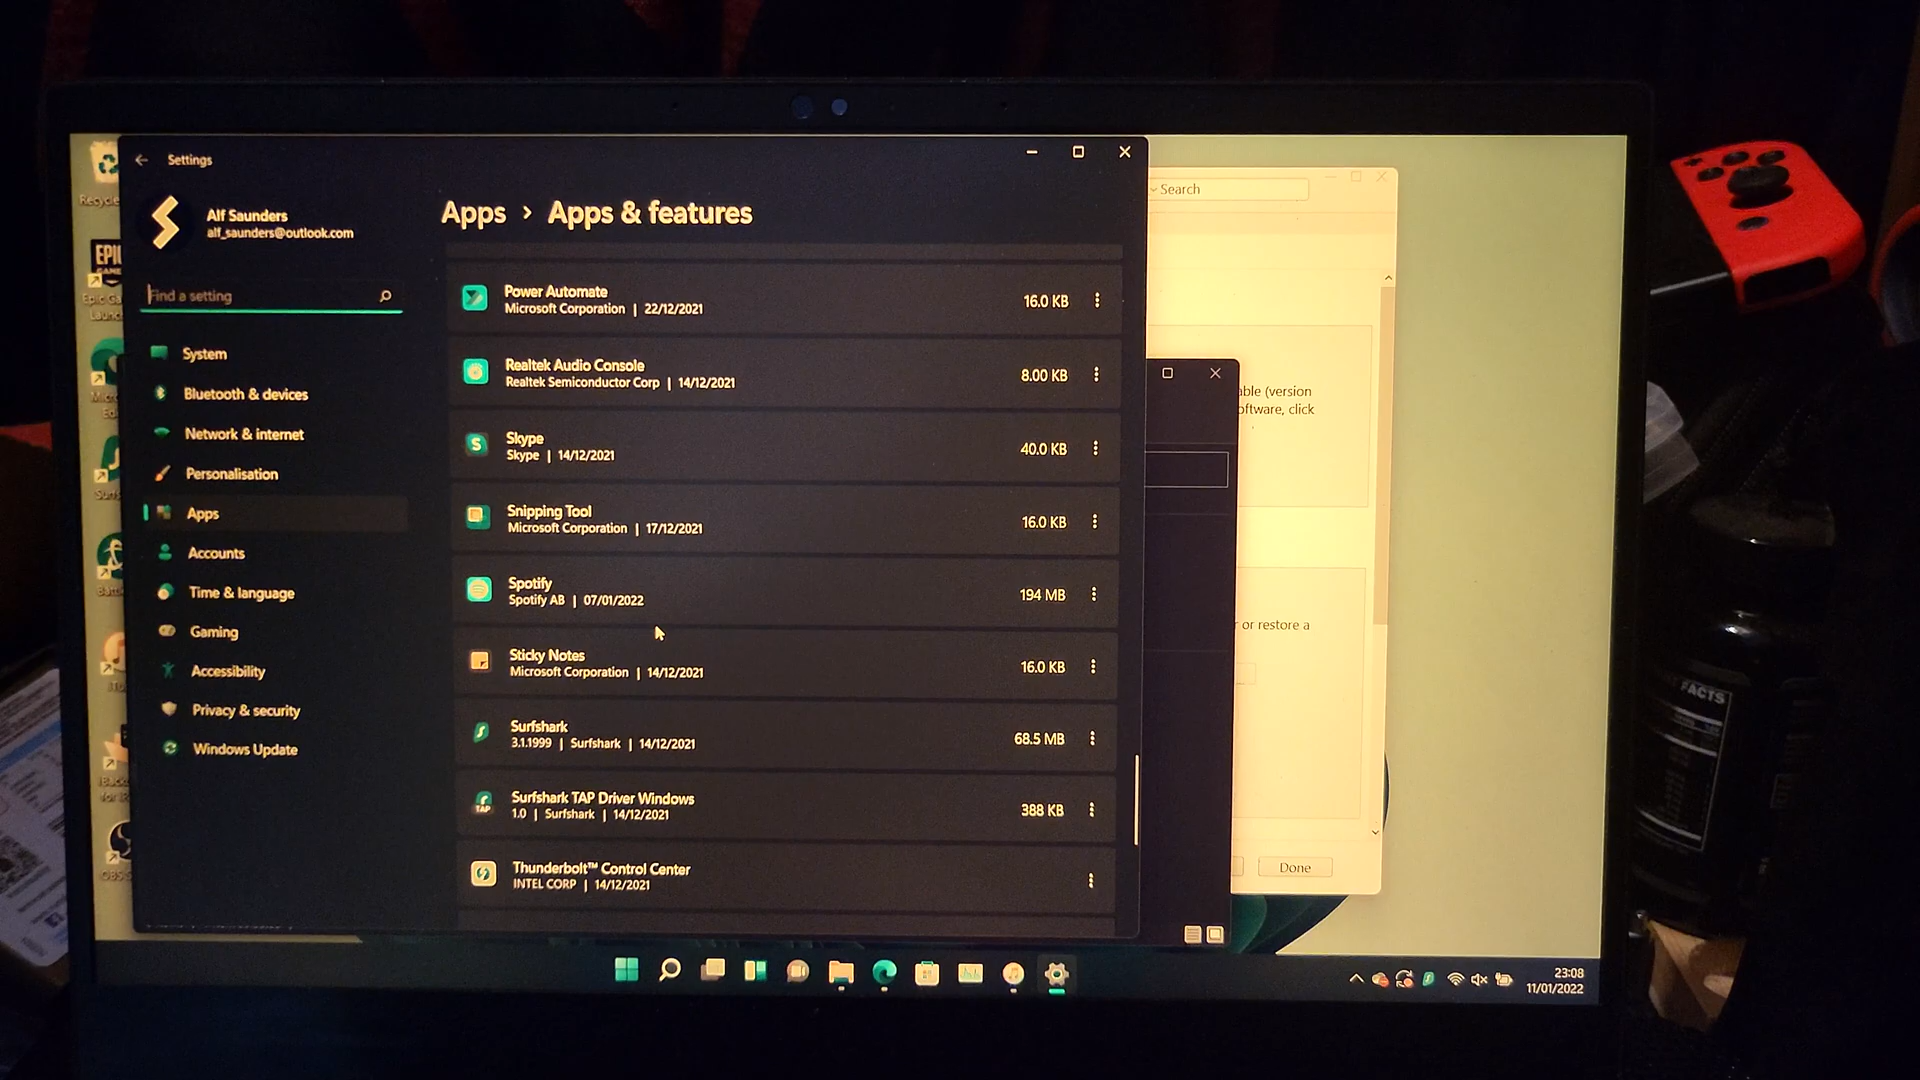 Settings
Alf Saunders
alf_saunders@outlook.com
Find a setting
System
Bluetooth & devices
Network & internet
Personalisation
Apps
Accounts
Time & language
Gaming
Accessibility
Privacy & security
Windows Update
Apps > Apps & features
Power Automate
Microsoft Corporation | 22/12/2021
16.0 KB
Realtek Audio Console
Realtek Semiconductor Corp | 14/12/2021
8.00 KB
Skype
Skype | 14/12/2021
40.0 KB
Snipping Tool
Microsoft Corporation | 17/12/2021
16.0 KB
Spotify
Spotify AB | 07/01/2022
194 MB
Sticky Notes
Microsoft Corporation | 14/12/2021
16.0 KB
Surfshark
3.1.1999 | Surfshark | 14/12/2021
68.5 MB
Surfshark TAP Driver Windows
1.0 | Surfshark | 14/12/2021
388 KB
Thunderbolt™ Control Center
INTEL CORP | 14/12/2021
Search
able (version
oftware, click
or restore a
Done
23:08
11/01/2022
Recycle
EPIC
TAP
FACTS